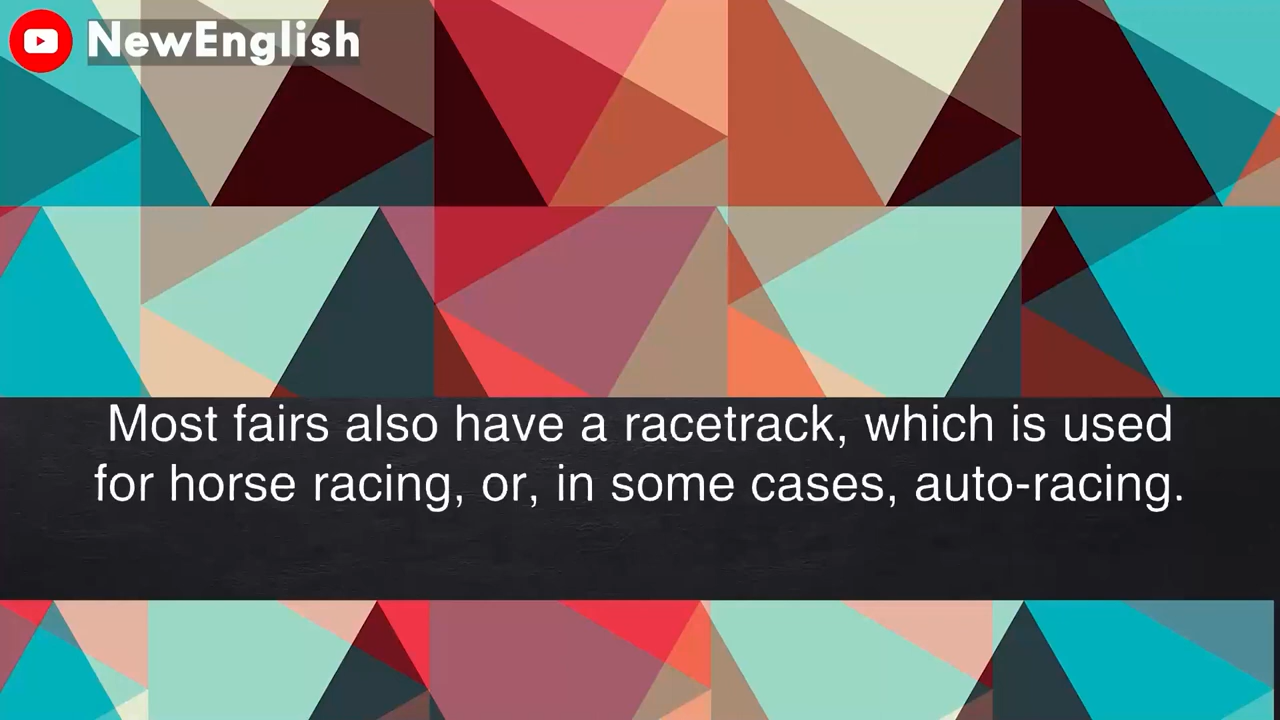 NewEnglish
Most fairs also have a racetrack, which is used
for horse racing, or, in some cases, auto-racing.